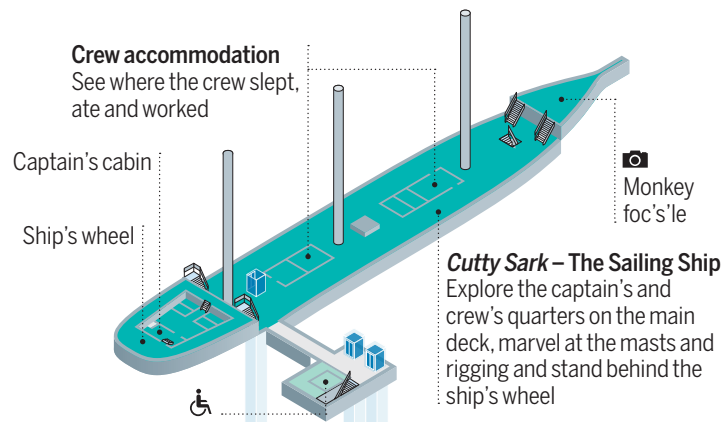 Crew accommodation
See where the crew slept,
ate and worked
Captain’s cabin
Ship’s wheel
Monkey
foc’s’le
Cutty Sark – The Sailing Ship
Explore the captain’s and
crew’s quarters on the main
deck, marvel at the masts and
rigging and stand behind the
ship’s wheel